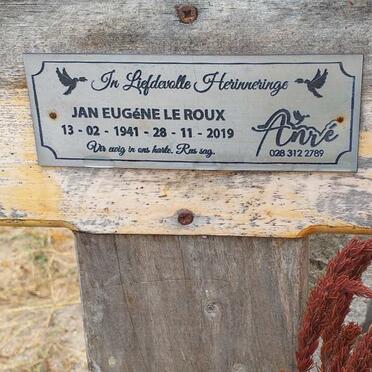 In Liefdevolle Herinneringe
JAN EUGéNE LE ROUX
13 - 02 - 1941 - 28 - 11 - 2019
Vir ewig in ons harte. Rus sag.
Anré
028 312 2789